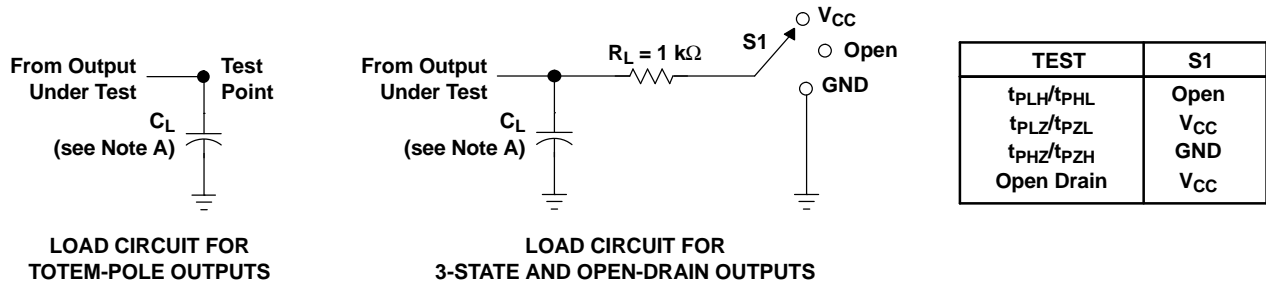 From Output
Under Test
Test
Point
CL
(see Note A)
LOAD CIRCUIT FOR
TOTEM-POLE OUTPUTS
From Output
Under Test
CL
(see Note A)
RL = 1 kΩ
S1
VCC
Open
GND
LOAD CIRCUIT FOR
3-STATE AND OPEN-DRAIN OUTPUTS
TEST S1
tPLH/tPHL Open
tPLZ/tPZL VCC
tPHZ/tPZH GND
Open Drain VCC